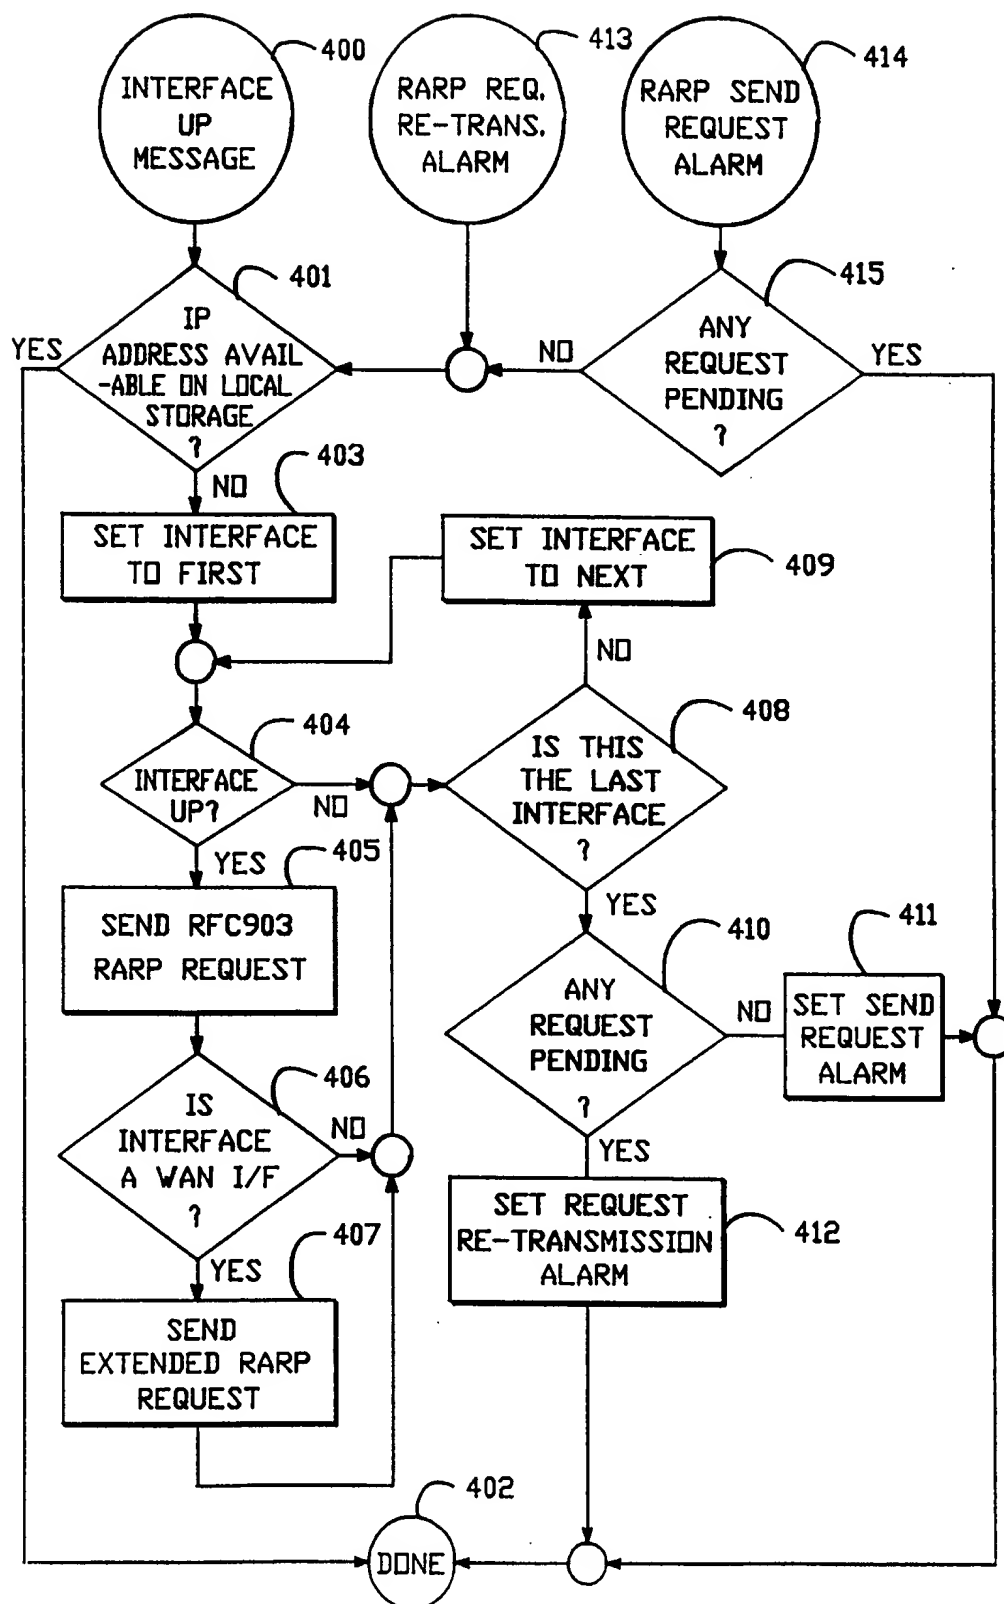 400
INTERFACE
UP
MESSAGE
413
RARP REQ.
RE-TRANS.
ALARM
414
RARP SEND
REQUEST
ALARM
401
IP
ADDRESS AVAIL
-ABLE ON LOCAL
STORAGE
?
YES
NO
415
ANY
REQUEST
PENDING
?
NO
YES
403
SET INTERFACE
TO FIRST
SET INTERFACE
TO NEXT
409
404
INTERFACE
UP?
NO
YES
408
IS THIS
THE LAST
INTERFACE
?
NO
YES
405
SEND RFC903
RARP REQUEST
410
ANY
REQUEST
PENDING
?
NO
YES
411
SET SEND
REQUEST
ALARM
406
IS
INTERFACE
A WAN I/F
?
NO
YES
407
SEND
EXTENDED RARP
REQUEST
SET REQUEST
RE-TRANSMISSION
ALARM
412
402
DONE